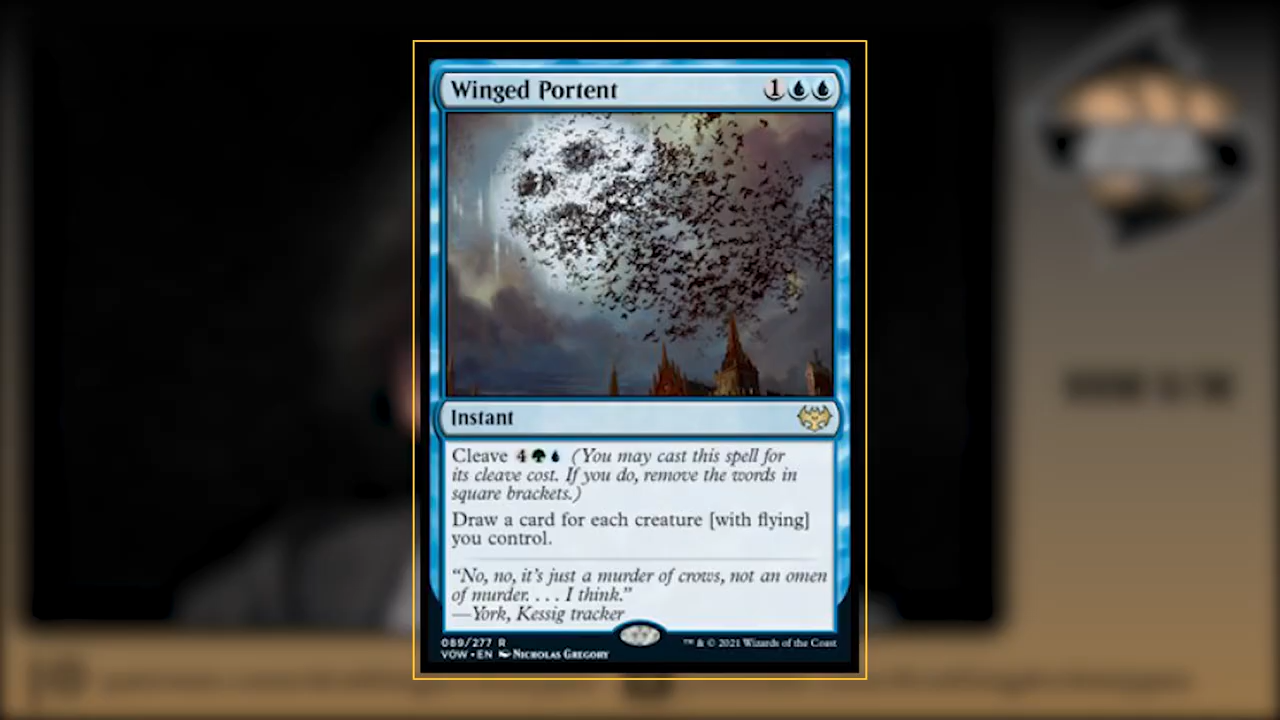 Winged Portent 1
Instant
Cleave 4 (You may cast this spell for
its cleave cost. If you do, remove the words in
square brackets.)
Draw a card for each creature [with flying]
you control.
“No, no, it’s just a murder of crows, not an omen
of murder. . . . I think.”
—York, Kessig tracker
089/277 R
™ & © 2021 Wizards of the Coast
VOW • EN Nicholas Gregory